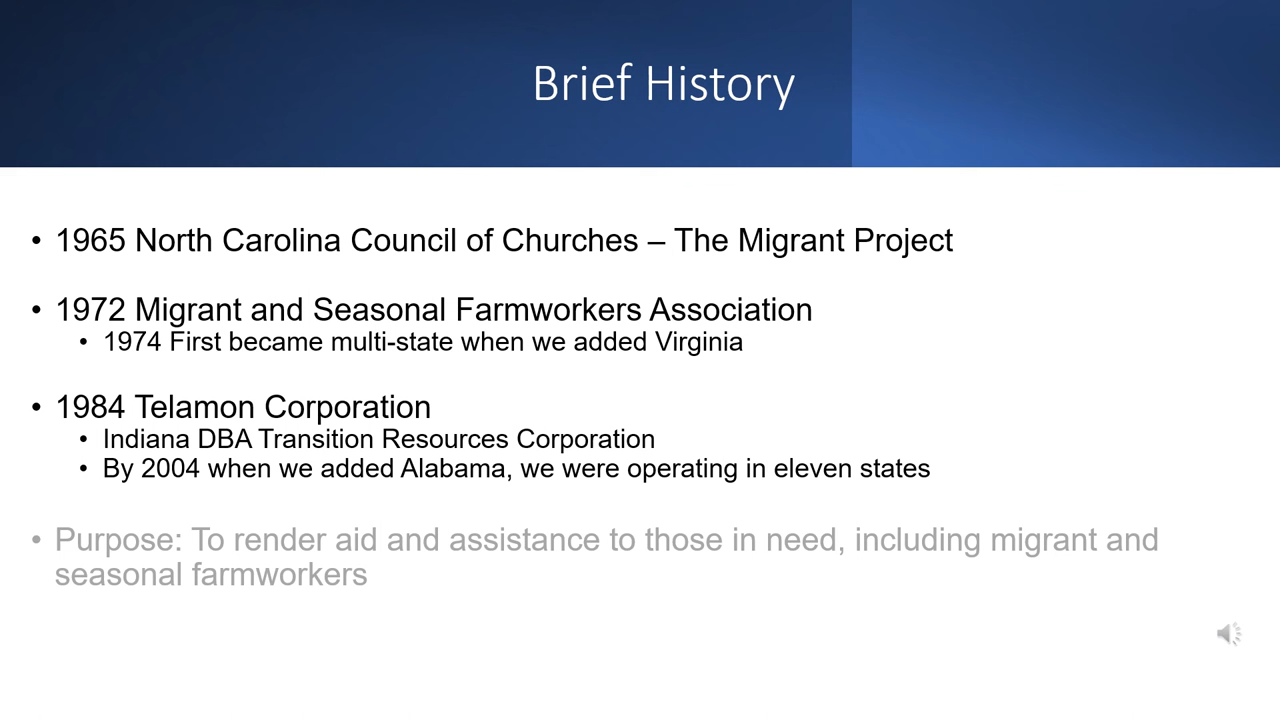 Brief History
• 1965 North Carolina Council of Churches – The Migrant Project
• 1972 Migrant and Seasonal Farmworkers Association
• 1974 First became multi-state when we added Virginia
• 1984 Telamon Corporation
• Indiana DBA Transition Resources Corporation
• By 2004 when we added Alabama, we were operating in eleven states
• Purpose: To render aid and assistance to those in need, including migrant and
seasonal farmworkers